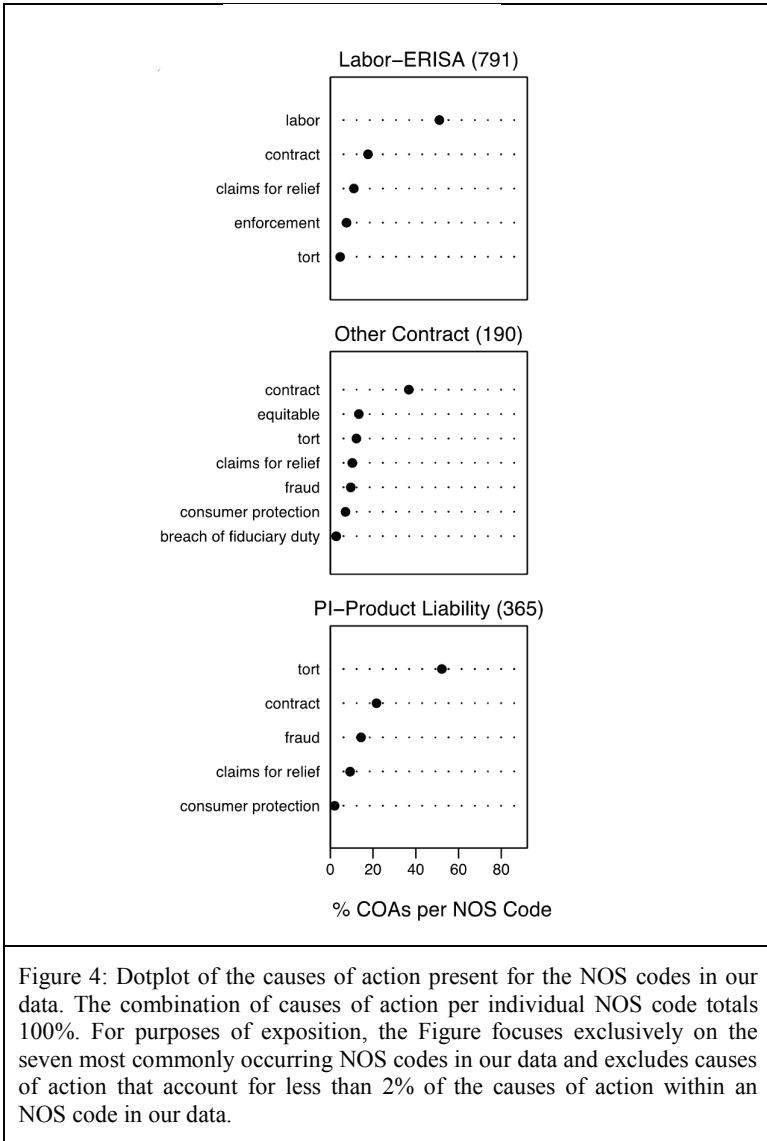 Labor–ERISA (791)
labor
contract
claims for relief
enforcement
tort
Other Contract (190)
contract
equitable
tort
claims for relief
fraud
consumer protection
breach of fiduciary duty
PI–Product Liability (365)
tort
contract
fraud
claims for relief
consumer protection
0 20 40 60 80
% COAs per NOS Code
Figure 4: Dotplot of the causes of action present for the NOS codes in our
data. The combination of causes of action per individual NOS code totals
100%. For purposes of exposition, the Figure focuses exclusively on the
seven most commonly occurring NOS codes in our data and excludes causes
of action that account for less than 2% of the causes of action within an
NOS code in our data.